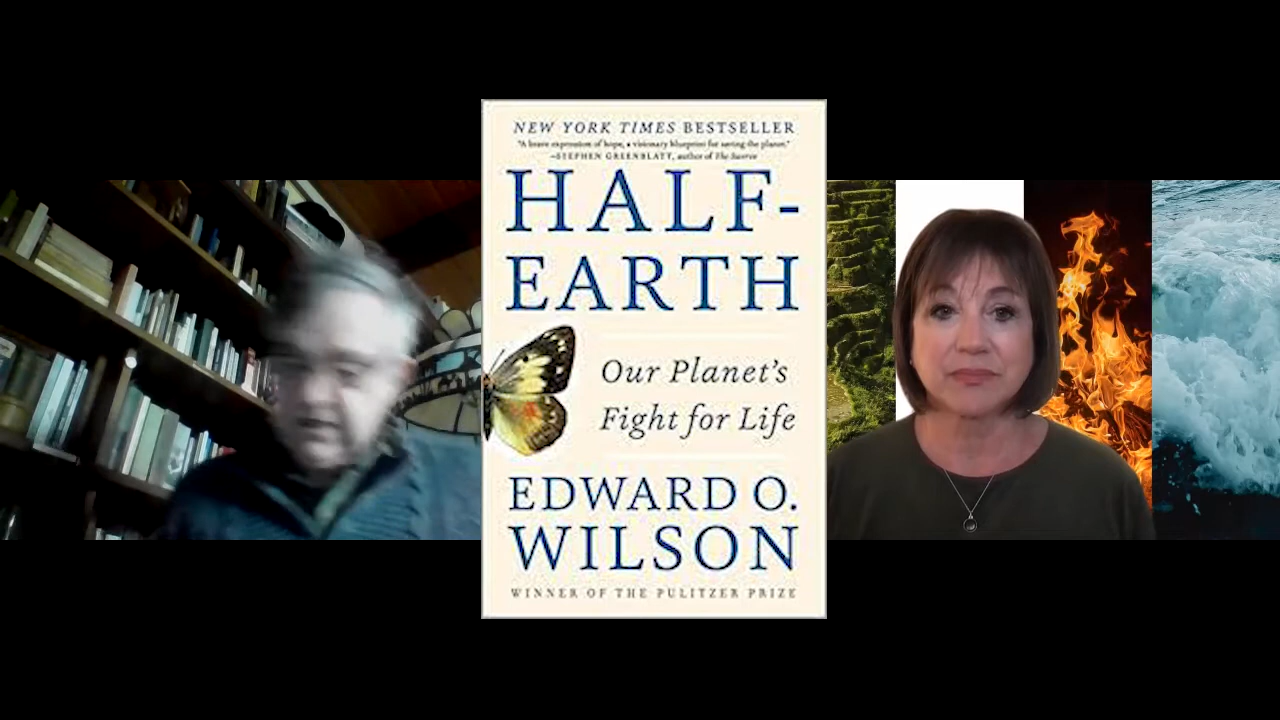 NEW YORK TIMES BESTSELLER
"A brave expression of hope, a visionary blueprint for saving the planet."
—STEPHEN GREENBLATT, author of The Swerve
HALF-
EARTH
Our Planet's
Fight for Life
EDWARD O.
WILSON
WINNER OF THE PULITZER PRIZE